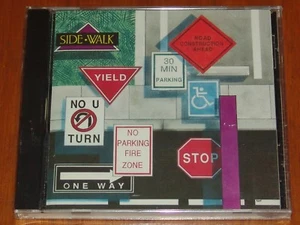 SIDE-WALK
ROAD
CONSTRUCTION
AHEAD
YIELD
30
MIN
PARKING
NO U
TURN
NO
PARKING
FIRE
ZONE
STOP
ONE WAY